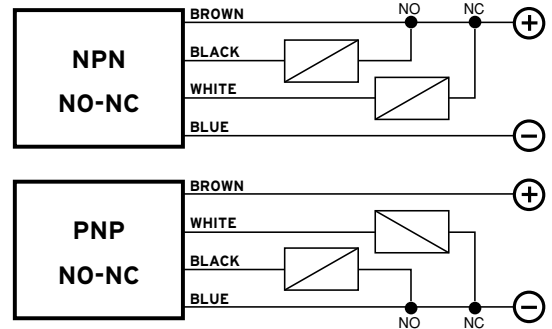 NO NC
BROWN
+
BLACK
NPN
WHITE
NO-NC
BLUE
−
BROWN
+
WHITE
PNP
BLACK
NO-NC
BLUE
−
NO NC